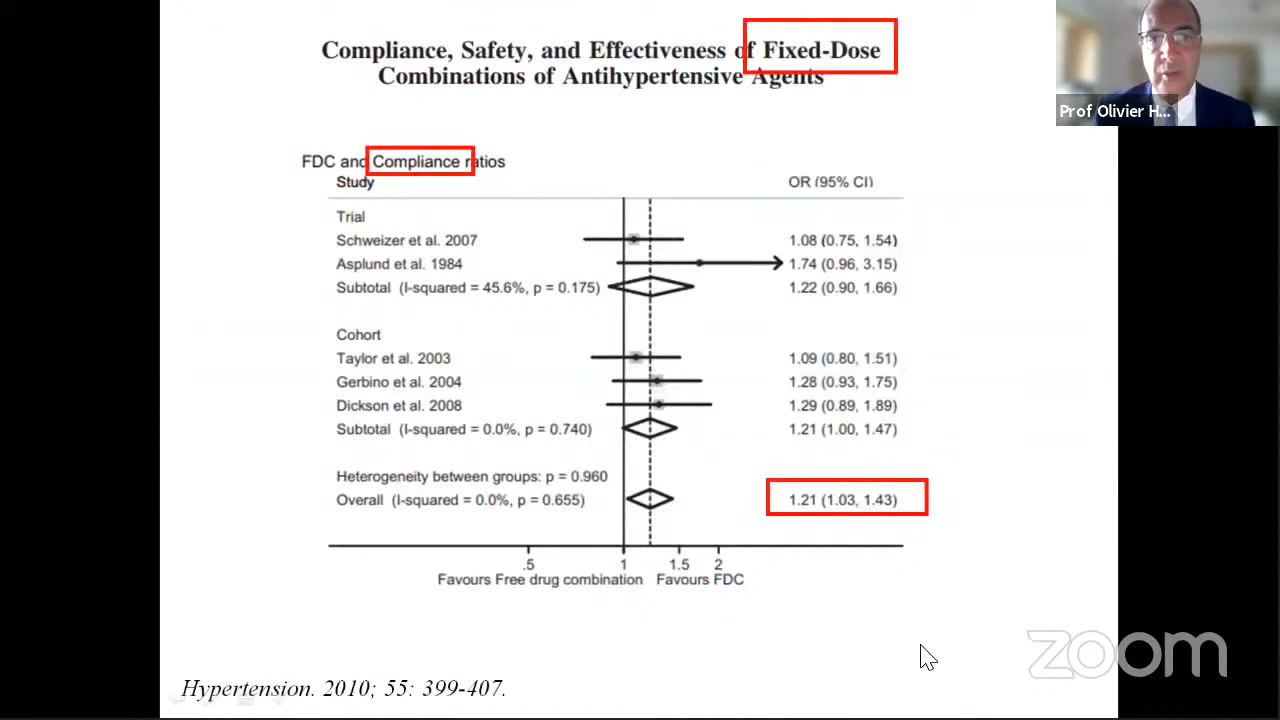 Compliance, Safety, and Effectiveness of Fixed-Dose
Combinations of Antihypertensive Agents
Prof Olivier H...
FDC and Compliance ratios
Study OR (95% CI)
Trial
Schweizer et al. 2007 1.08 (0.75, 1.54)
Asplund et al. 1984 1.74 (0.96, 3.15)
Subtotal (I-squared = 45.6%, p = 0.175) 1.22 (0.90, 1.66)
Cohort
Taylor et al. 2003 1.09 (0.80, 1.51)
Gerbino et al. 2004 1.28 (0.93, 1.75)
Dickson et al. 2008 1.29 (0.89, 1.89)
Subtotal (I-squared = 0.0%, p = 0.740) 1.21 (1.00, 1.47)
Heterogeneity between groups: p = 0.960
Overall (I-squared = 0.0%, p = 0.655) 1.21 (1.03, 1.43)
.5 1 1.5 2
Favours Free drug combination Favours FDC
zoom
Hypertension. 2010; 55: 399-407.